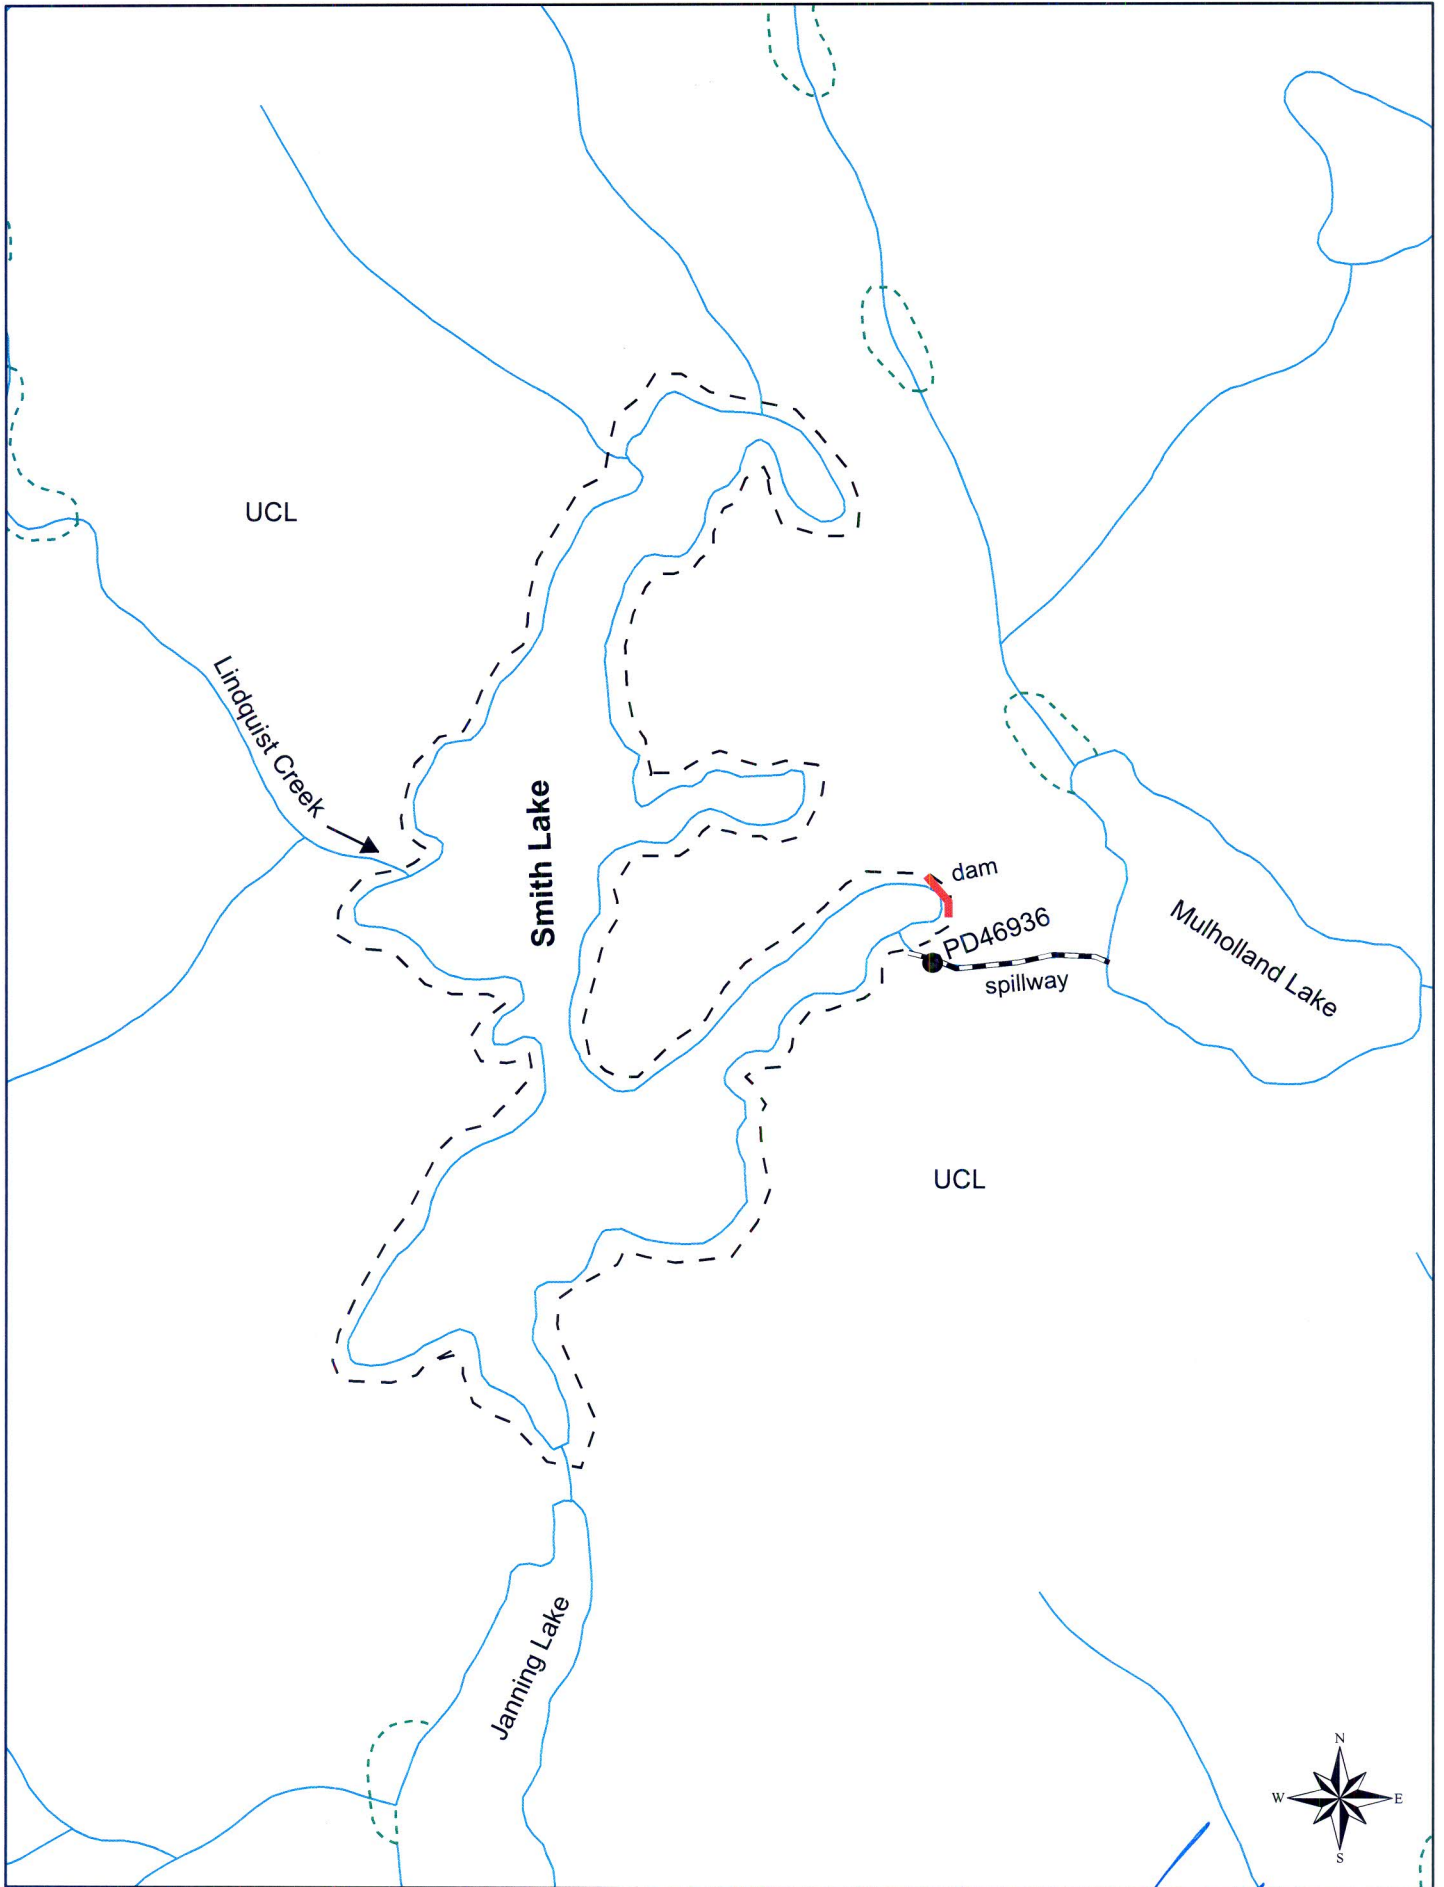 UCL
Lindquist Creek
Smith Lake
dam
PD46936
spillway
Mulholland Lake
UCL
Janning Lake
N
W
E
S